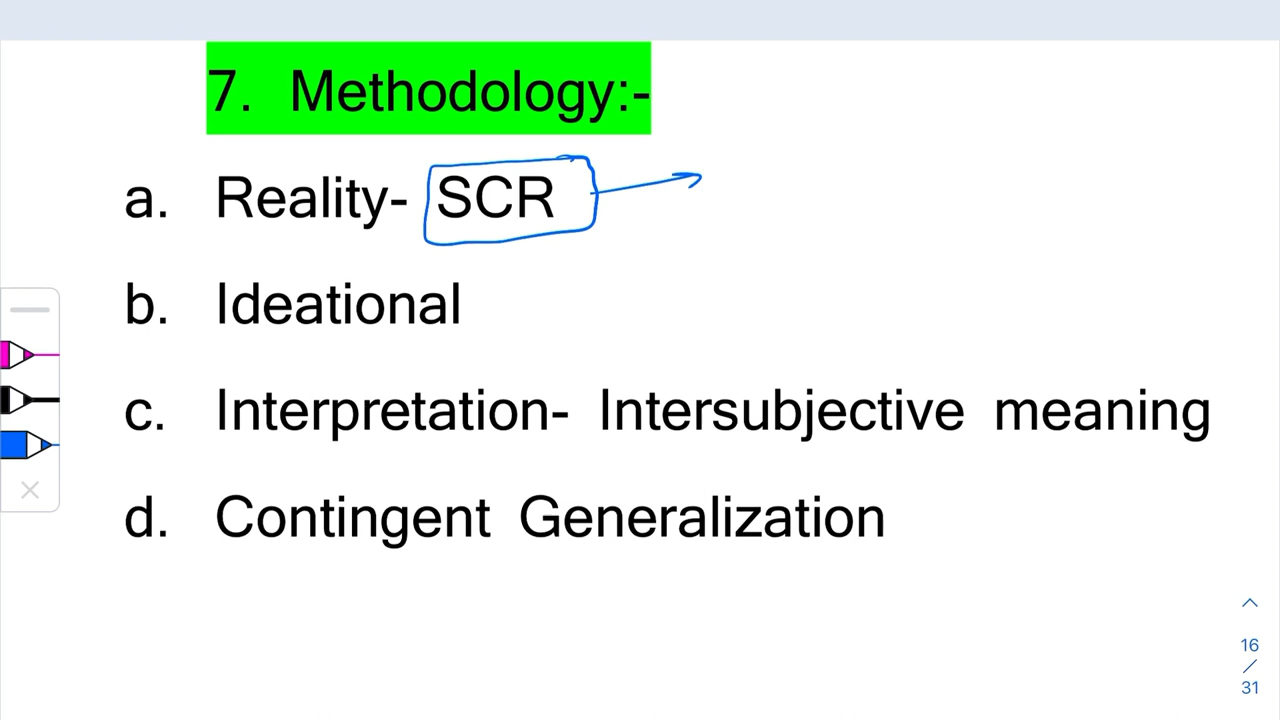 7. Methodology:-
a. Reality- SCR
b. Ideational
c. Interpretation- Intersubjective meaning
d. Contingent Generalization
16
/
31